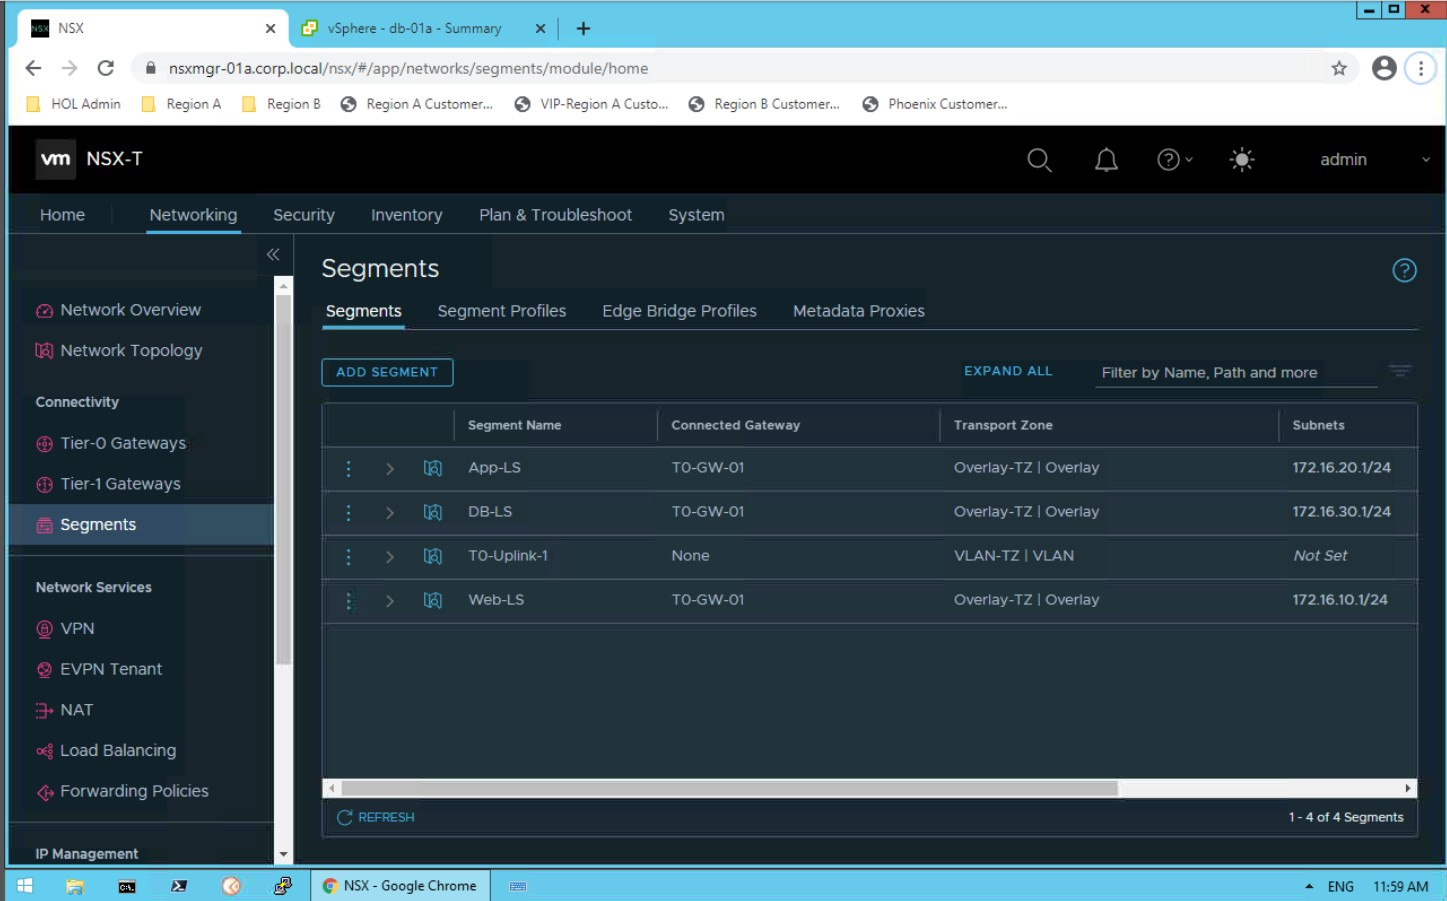 NSX NSX
vSphere - db-01a - Summary
nsxmgr-01a.corp.local/nsx/#/app/networks/segments/module/home
HOL Admin Region A Region B Region A Customer... VIP-Region A Custo... Region B Customer... Phoenix Customer...
vm NSX-T admin
Home Networking Security Inventory Plan & Troubleshoot System
Network Overview
Network Topology
Connectivity
Tier-0 Gateways
Tier-1 Gateways
Segments
Network Services
VPN
EVPN Tenant
NAT
Load Balancing
Forwarding Policies
IP Management
Segments
Segments Segment Profiles Edge Bridge Profiles Metadata Proxies
ADD SEGMENT EXPAND ALL Filter by Name, Path and more
Segment Name Connected Gateway Transport Zone Subnets
App-LS T0-GW-01 Overlay-TZ | Overlay 172.16.20.1/24
DB-LS T0-GW-01 Overlay-TZ | Overlay 172.16.30.1/24
T0-Uplink-1 None VLAN-TZ | VLAN Not Set
Web-LS T0-GW-01 Overlay-TZ | Overlay 172.16.10.1/24
REFRESH 1 - 4 of 4 Segments
NSX - Google Chrome ENG 11:59 AM